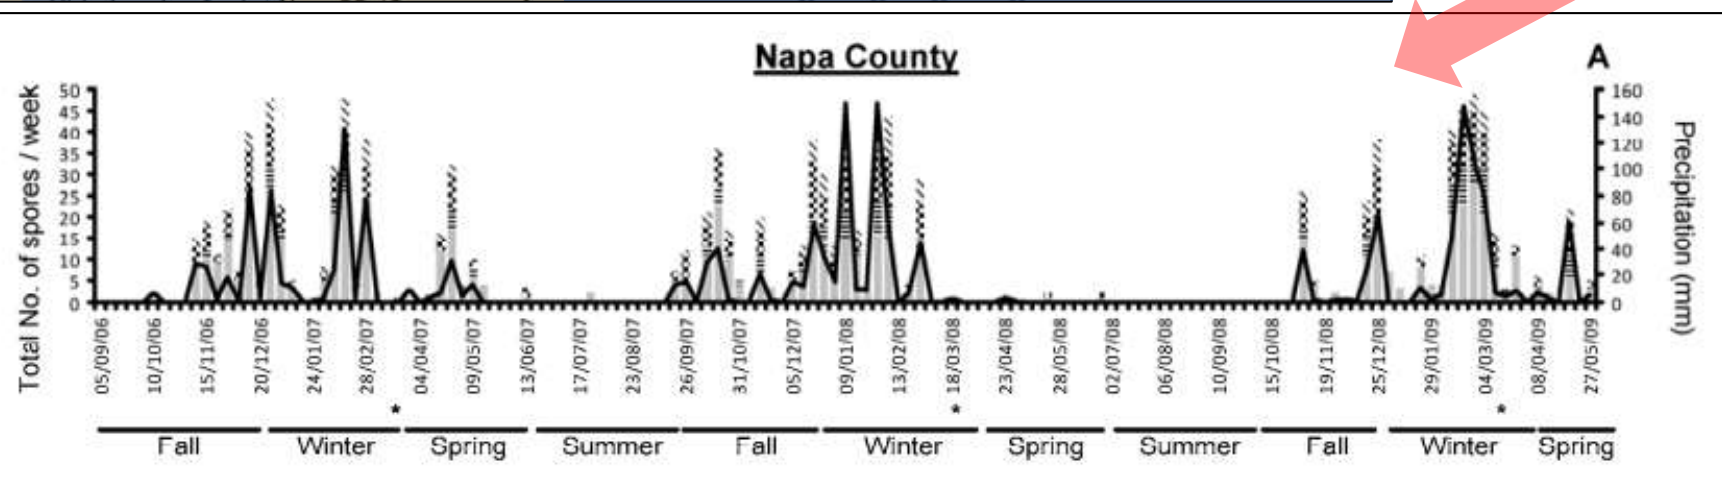 Napa County
A
Total No. of spores / week
50
45
40
35
30
25
20
15
10
5
0
160
140
120
100
80
60
40
20
0
Precipitation (mm)
05/09/06 10/10/06 15/11/06 20/12/06 24/01/07 28/02/07 04/04/07 09/05/07 13/06/07 17/07/07 23/08/07 26/09/07 31/10/07 05/12/07 09/01/08 13/02/08 18/03/08 23/04/08 28/05/08 02/07/08 06/08/08 10/09/08 15/10/08 19/11/08 25/12/08 29/01/09 04/03/09 08/04/09 27/05/09
* * *
Fall Winter Spring Summer Fall Winter Spring Summer Fall Winter Spring